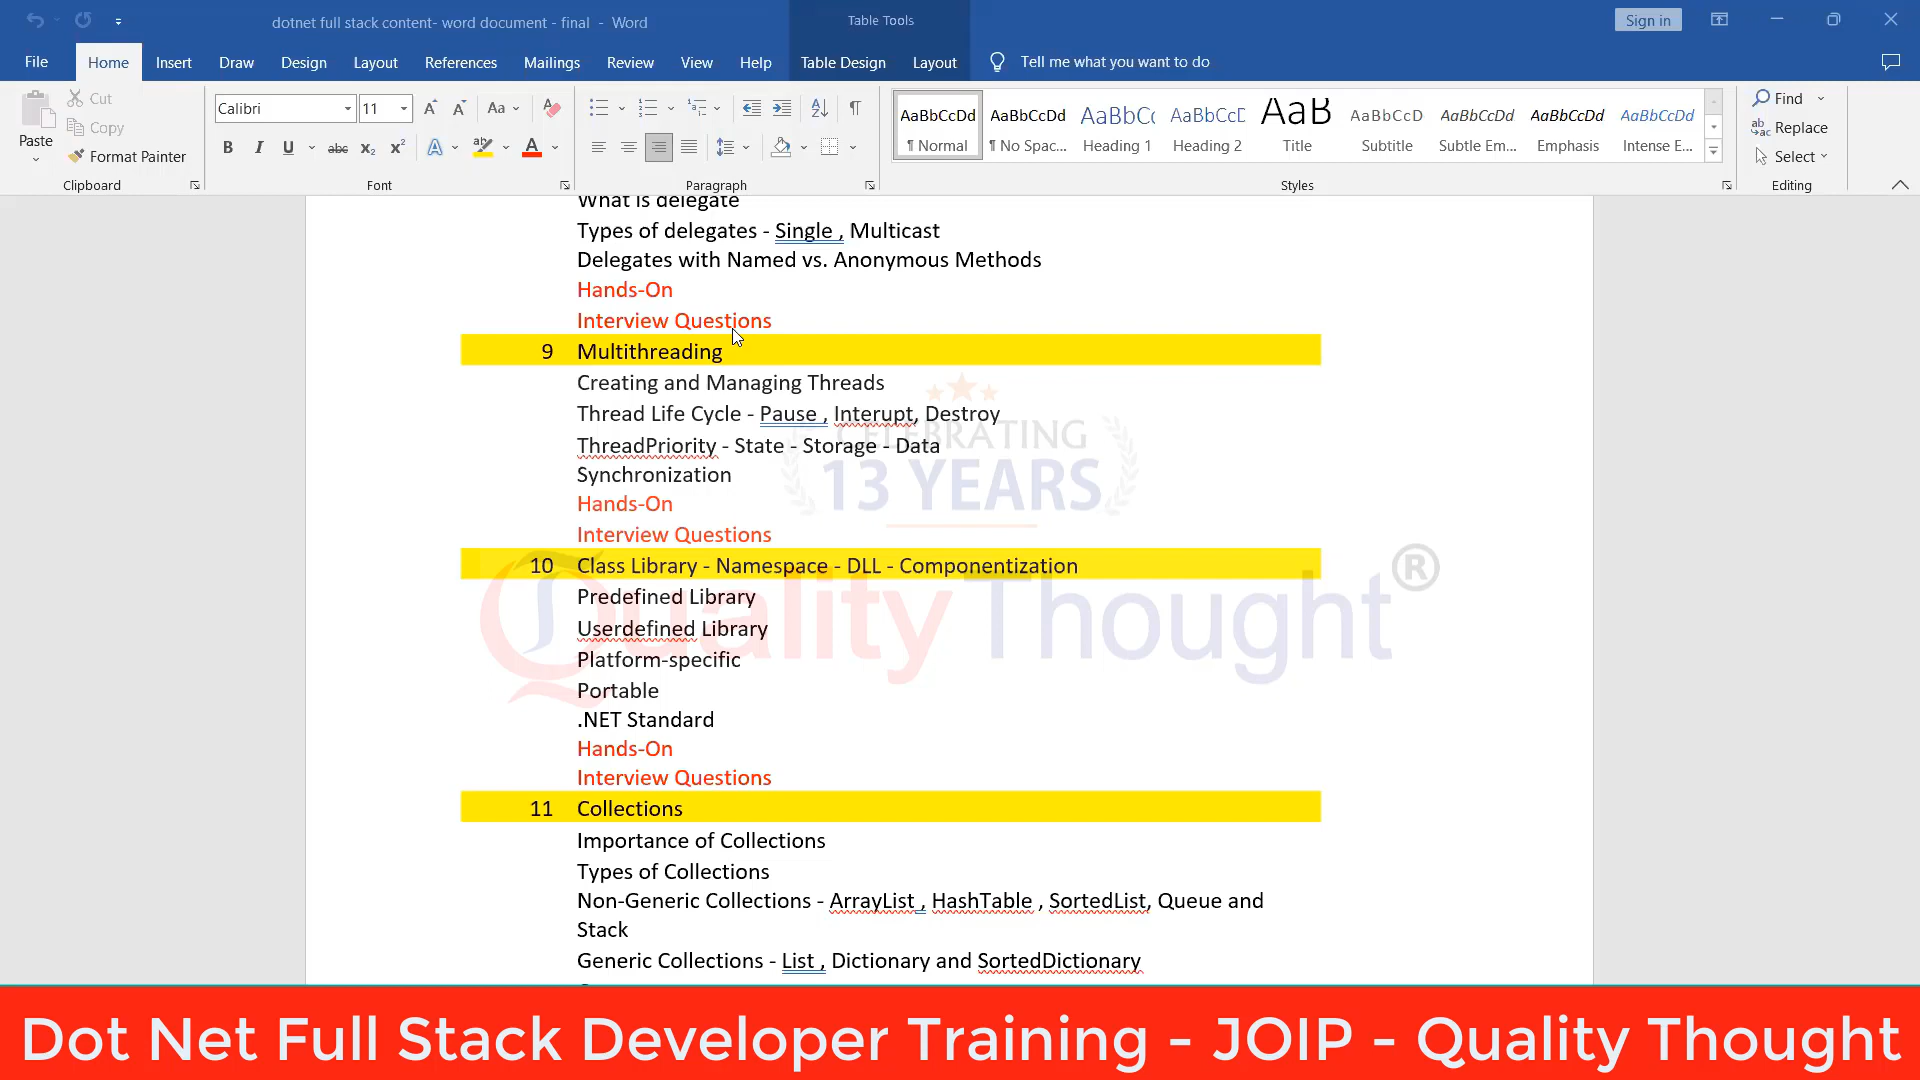 dotnet full stack content- word document - final - Word
Table Tools
Sign in
File
Home
Insert
Draw
Design
Layout
References
Mailings
Review
View
Help
Table Design
Layout
Tell me what you want to do
Paste
Cut
Copy
Format Painter
Clipboard
Calibri
11
Aa
B I U abc x₂ x² A A
Font
Paragraph
AaBbCcDd AaBbCcDd AaBbCc AaBbCcC AaB AaBbCcD AaBbCcDd AaBbCcDd AaBbCcDd
¶ Normal ¶ No Spac... Heading 1 Heading 2 Title Subtitle Subtle Em... Emphasis Intense E...
Styles
Find
Replace
Select
Editing
What is delegate
Types of delegates - Single , Multicast
Delegates with Named vs. Anonymous Methods
Hands-On
Interview Questions
9 Multithreading
Creating and Managing Threads
Thread Life Cycle - Pause , Interupt, Destroy
ThreadPriority - State - Storage - Data
Synchronization
Hands-On
Interview Questions
10 Class Library - Namespace - DLL - Componentization
Predefined Library
Userdefined Library
Platform-specific
Portable
.NET Standard
Hands-On
Interview Questions
11 Collections
Importance of Collections
Types of Collections
Non-Generic Collections - ArrayList , HashTable , SortedList, Queue and
Stack
Generic Collections - List , Dictionary and SortedDictionary
CELEBRATING
13 YEARS
Quality Thought ®
Dot Net Full Stack Developer Training - JOIP - Quality Thought